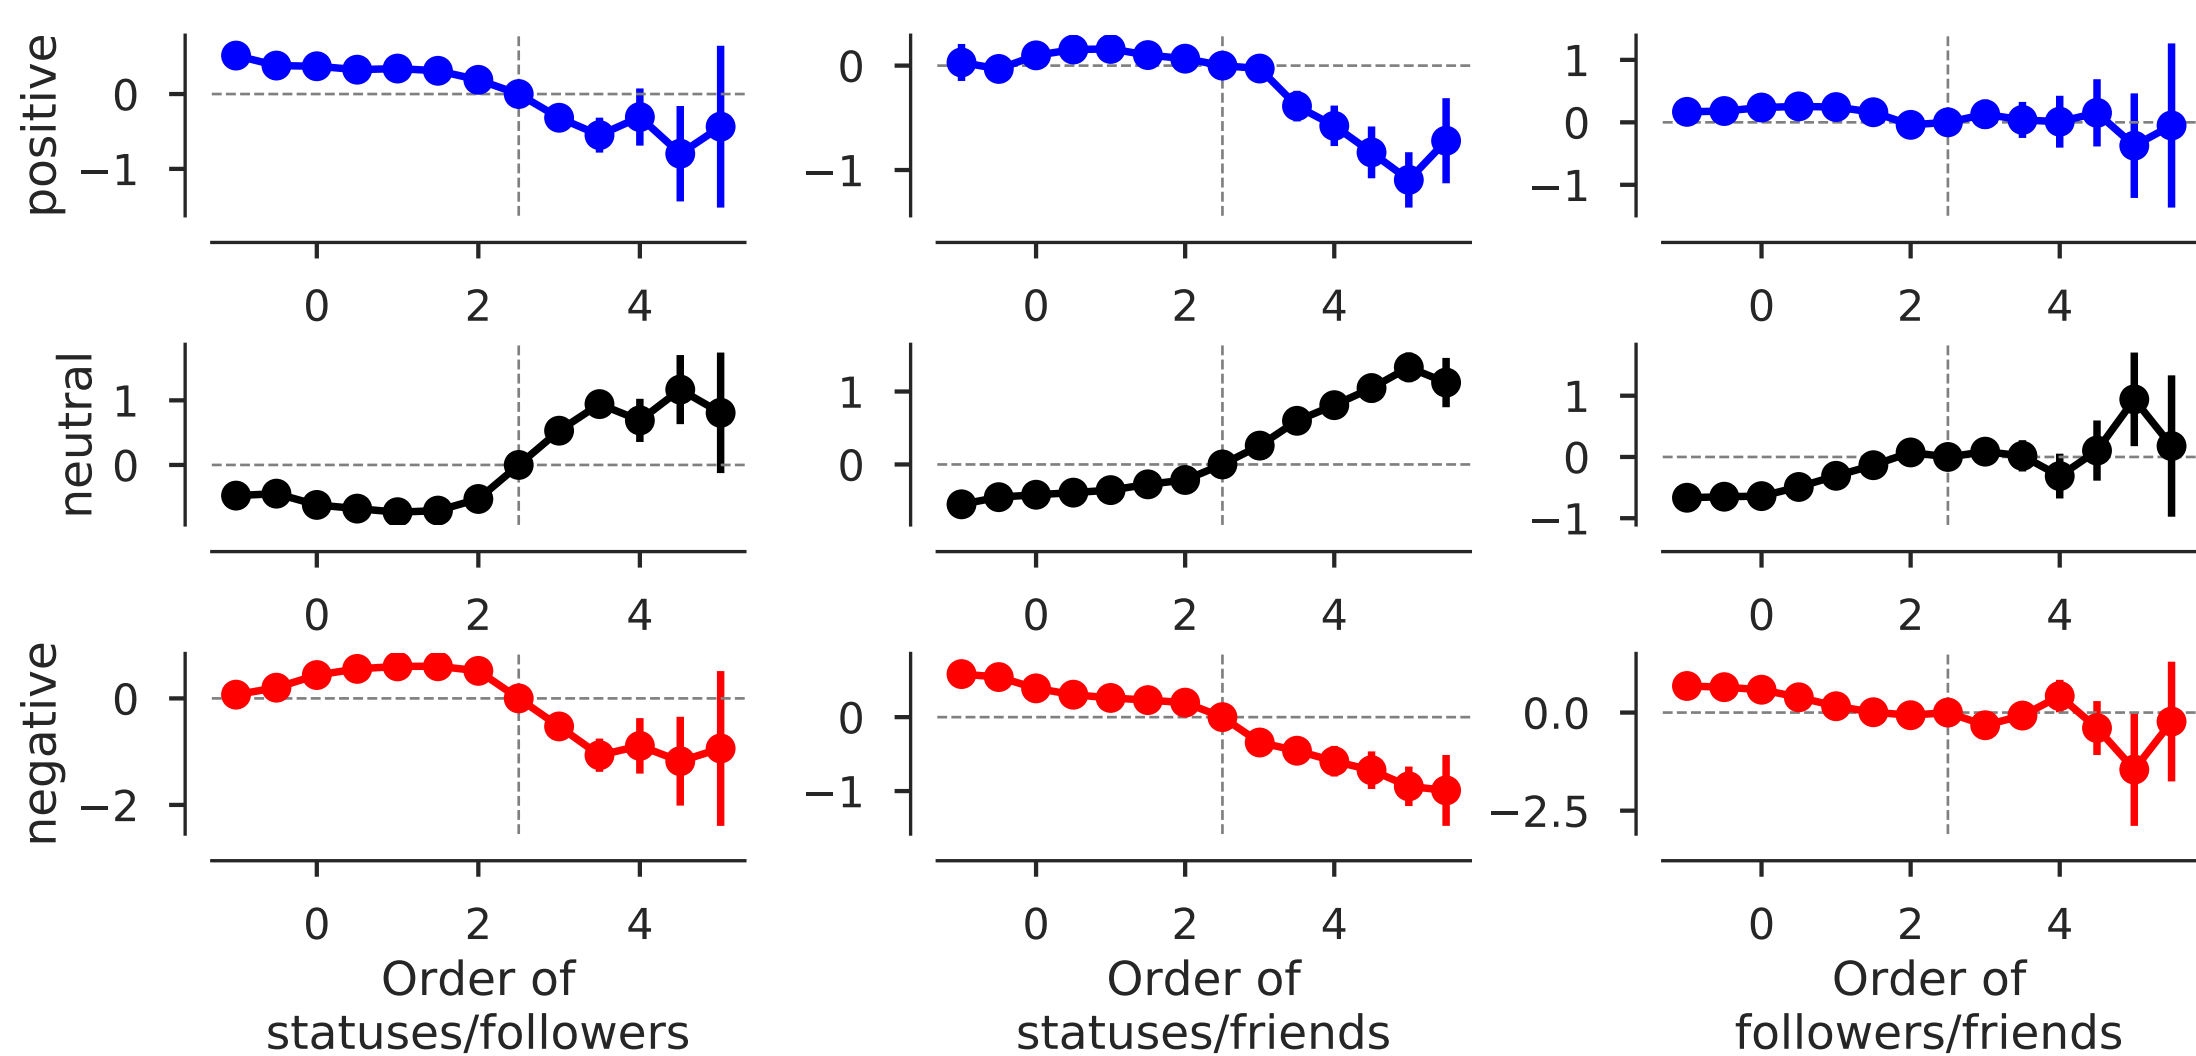 positive
0
−1
0 2 4
0
−1
0 2 4
1
0
−1
0 2 4
neutral
1
0
0 2 4
1
0
0 2 4
1
0
−1
0 2 4
negative
0
−2
0 2 4
Order of
statuses/followers
0
−1
0 2 4
Order of
statuses/friends
0.0
−2.5
0 2 4
Order of
followers/friends